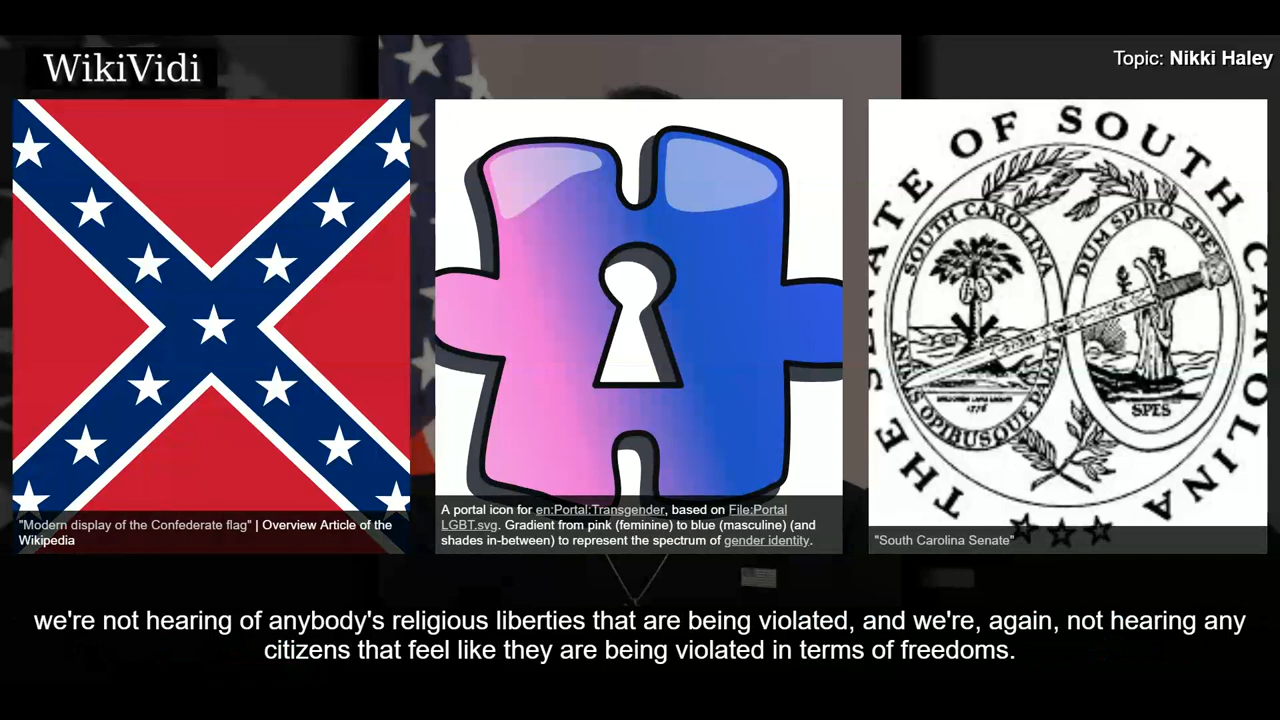 WikiVidi
Topic: Nikki Haley
THE SENATE OF SOUTH CAROLINA
SOUTH CAROLINA
DUM SPIRO SPERO
ANIMIS OPIBUSQUE PARATI
1776
SPES
"Modern display of the Confederate flag" | Overview Article of the
Wikipedia
A portal icon for en:Portal:Transgender, based on File:Portal
LGBT.svg. Gradient from pink (feminine) to blue (masculine) (and
shades in-between) to represent the spectrum of gender identity.
"South Carolina Senate"
we're not hearing of anybody's religious liberties that are being violated, and we're, again, not hearing any
citizens that feel like they are being violated in terms of freedoms.